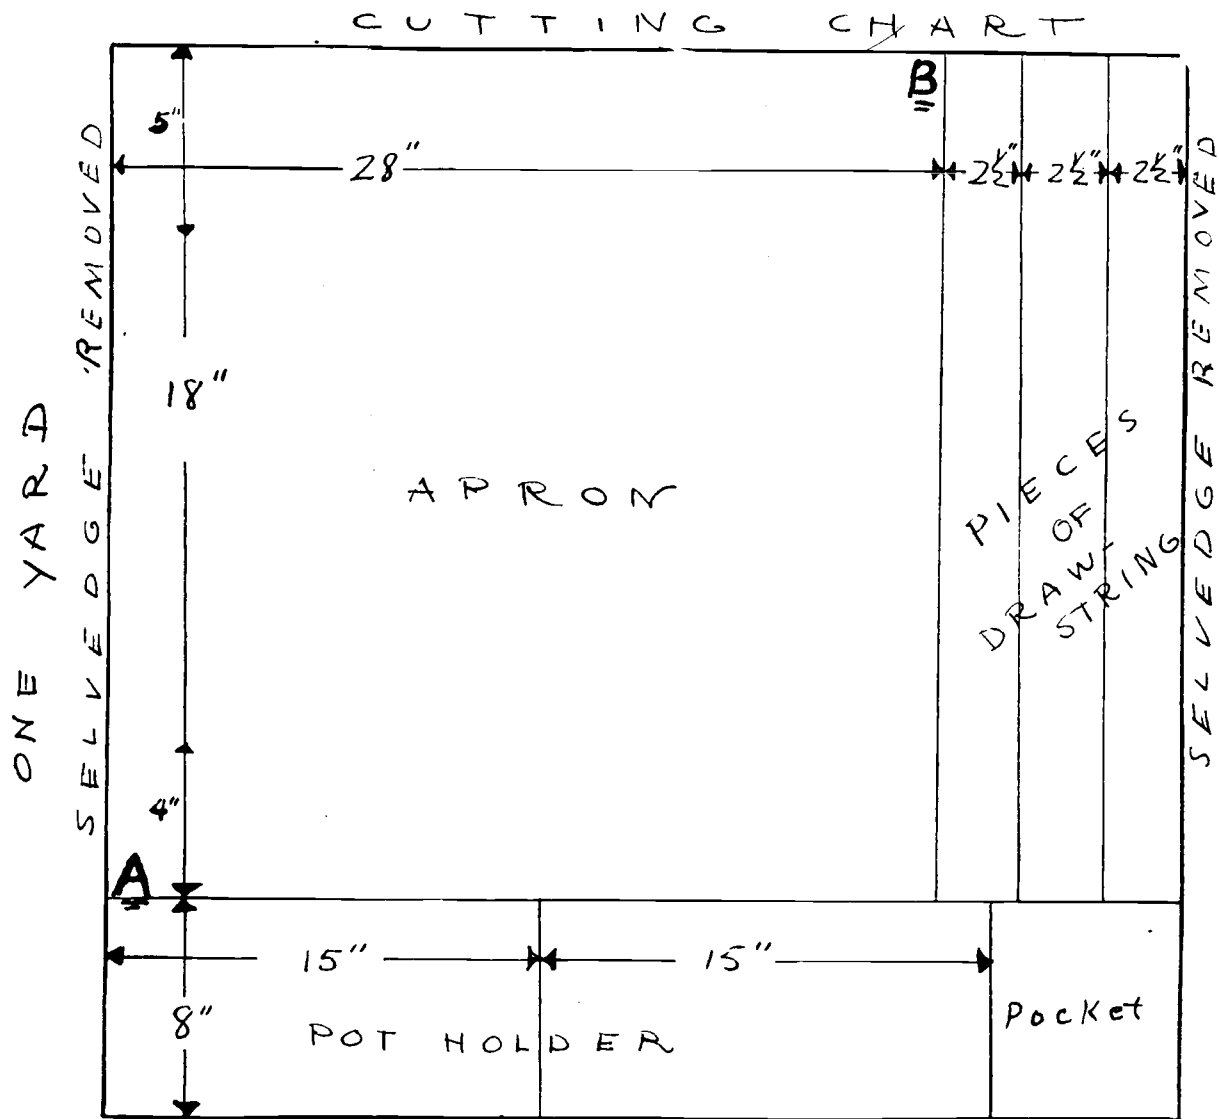 CUTTING CHART
B
5"
28"
2½"
2½"
2½"
SELVEDGE REMOVED
ONE YARD
18"
APRON
PIECES
OF
DRAW-
STRING
SELVEDGE REMOVED
4"
A
15"
15"
8"
POT HOLDER
Pocket